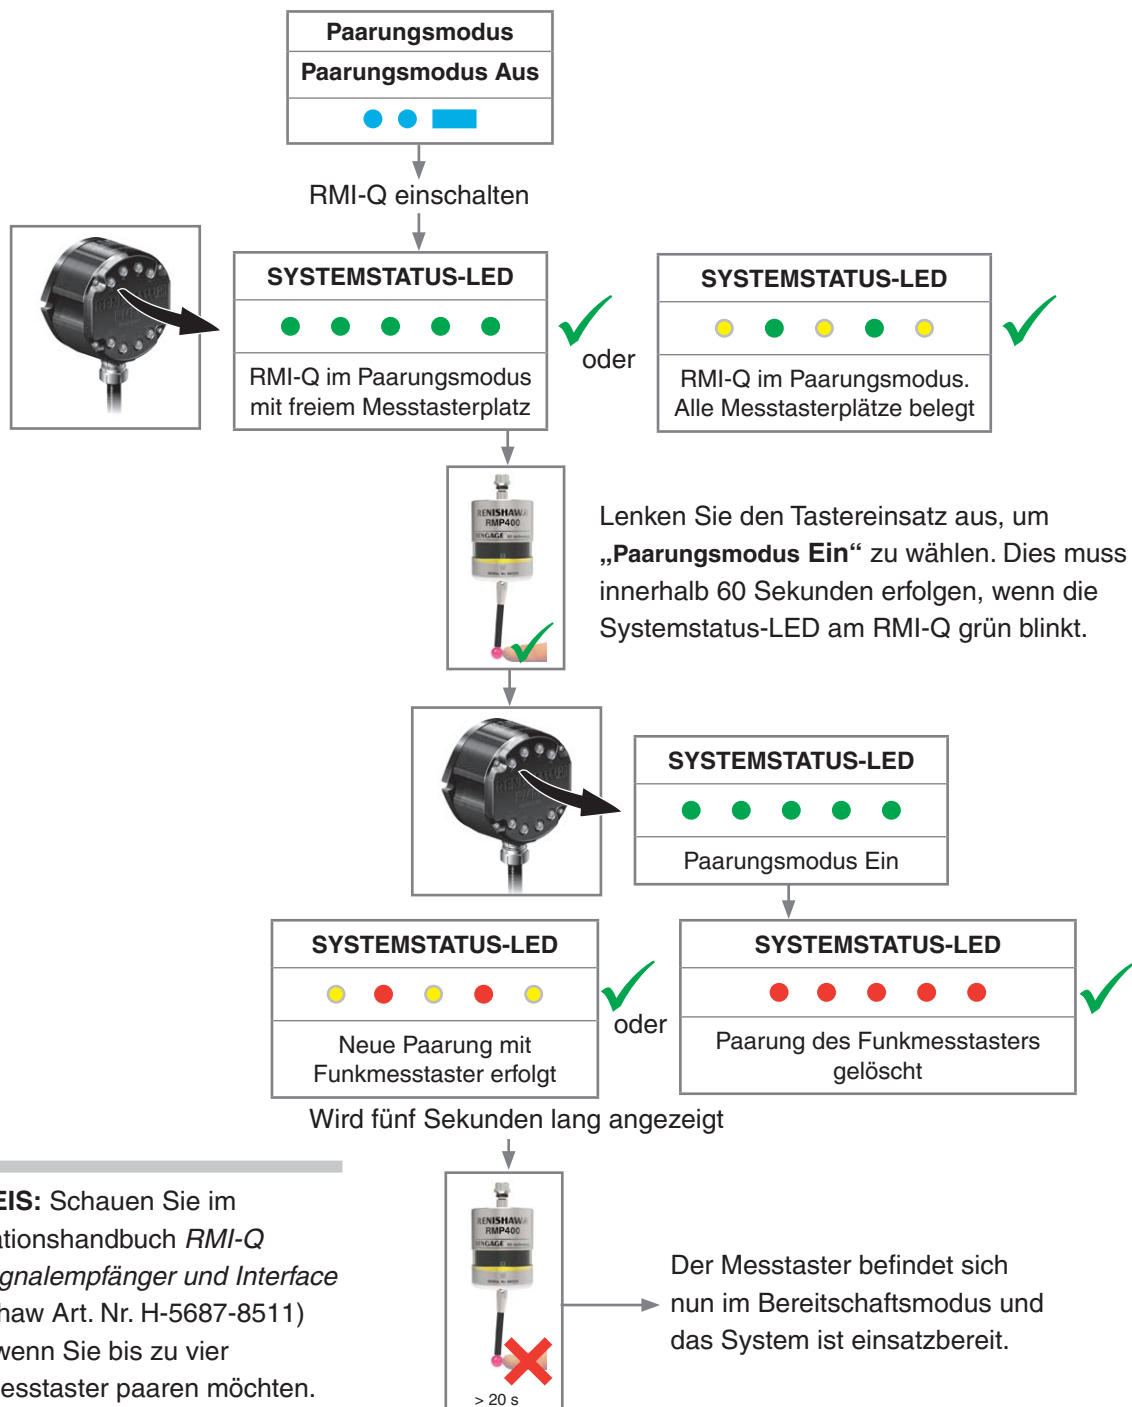 Paarungsmodus
Paarungsmodus Aus
RMI-Q einschalten
SYSTEMSTATUS-LED
RMI-Q im Paarungsmodus
mit freiem Messtasterplatz
oder
SYSTEMSTATUS-LED
RMI-Q im Paarungsmodus.
Alle Messtasterplätze belegt
RENISHAW
RMP400
Lenken Sie den Tastereinsatz aus, um
„Paarungsmodus Ein“ zu wählen. Dies muss
innerhalb 60 Sekunden erfolgen, wenn die
Systemstatus-LED am RMI-Q grün blinkt.
SYSTEMSTATUS-LED
Paarungsmodus Ein
SYSTEMSTATUS-LED
Neue Paarung mit
Funkmesstaster erfolgt
oder
SYSTEMSTATUS-LED
Paarung des Funkmesstasters
gelöscht
Wird fünf Sekunden lang angezeigt
EIS: Schauen Sie im
ationshandbuch RMI-Q
gnalempfänger und Interface
haw Art. Nr. H-5687-8511)
wenn Sie bis zu vier
esstaster paaren möchten.
RENISHAW
RMP400
> 20 s
Der Messtaster befindet sich
nun im Bereitschaftsmodus und
das System ist einsatzbereit.